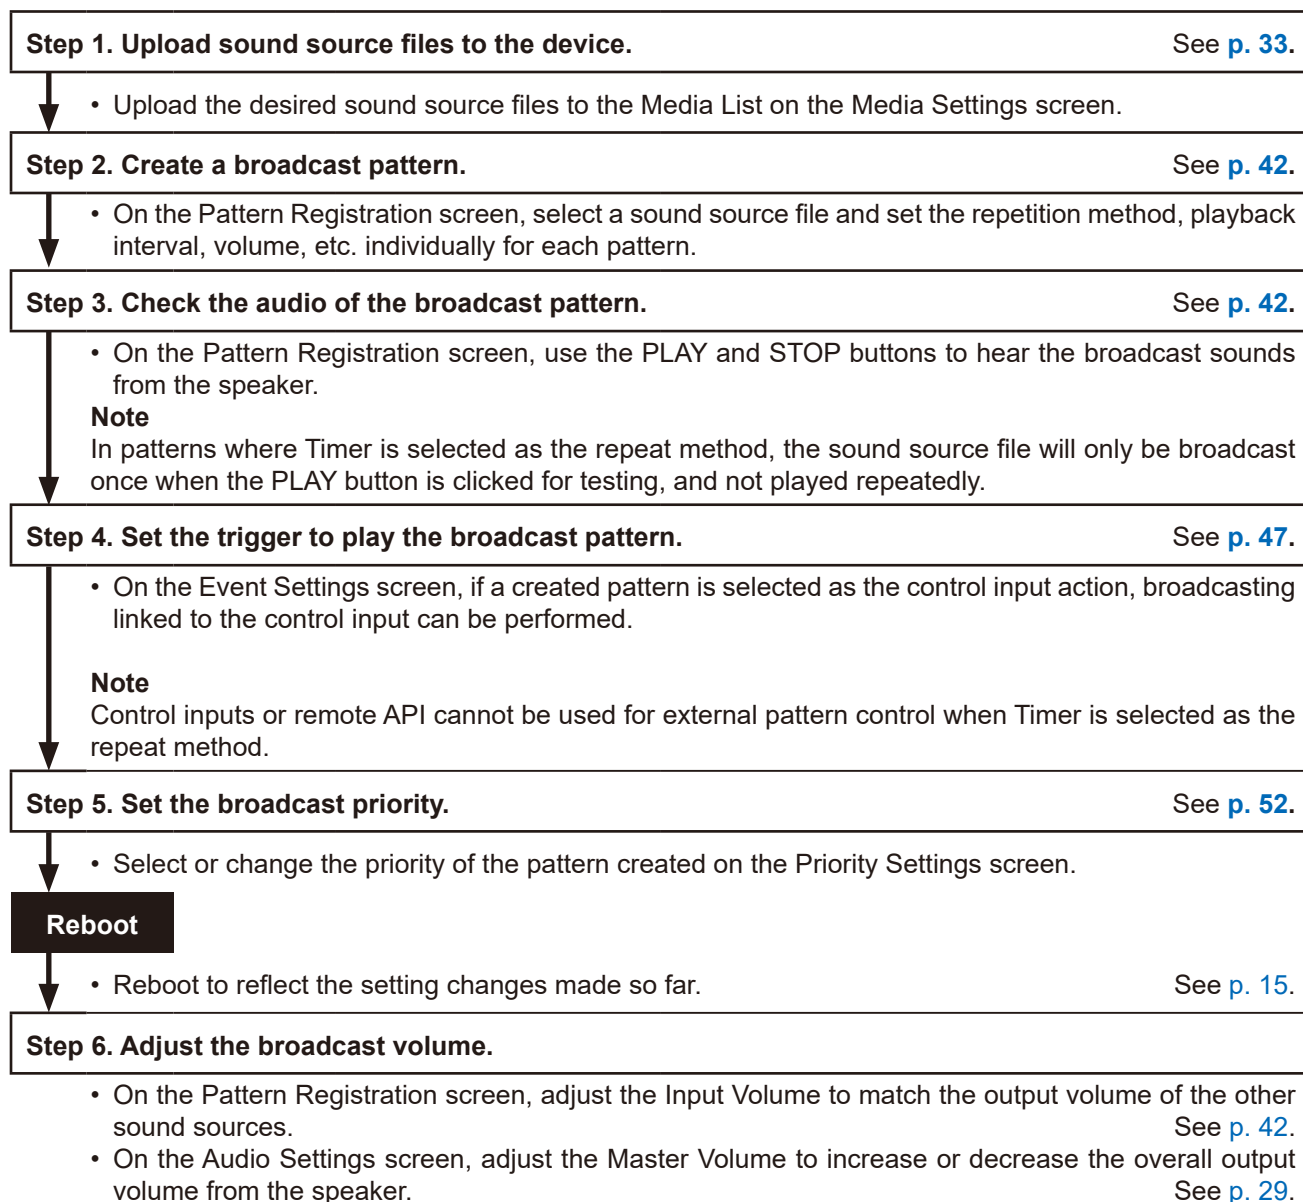 Step 1. Upload sound source files to the device. See p. 33.
• Upload the desired sound source files to the Media List on the Media Settings screen.
Step 2. Create a broadcast pattern. See p. 42.
• On the Pattern Registration screen, select a sound source file and set the repetition method, playback
interval, volume, etc. individually for each pattern.
Step 3. Check the audio of the broadcast pattern. See p. 42.
• On the Pattern Registration screen, use the PLAY and STOP buttons to hear the broadcast sounds
from the speaker.
Note
In patterns where Timer is selected as the repeat method, the sound source file will only be broadcast
once when the PLAY button is clicked for testing, and not played repeatedly.
Step 4. Set the trigger to play the broadcast pattern. See p. 47.
• On the Event Settings screen, if a created pattern is selected as the control input action, broadcasting
linked to the control input can be performed.
Note
Control inputs or remote API cannot be used for external pattern control when Timer is selected as the
repeat method.
Step 5. Set the broadcast priority. See p. 52.
• Select or change the priority of the pattern created on the Priority Settings screen.
Reboot
• Reboot to reflect the setting changes made so far. See p. 15.
Step 6. Adjust the broadcast volume.
• On the Pattern Registration screen, adjust the Input Volume to match the output volume of the other
sound sources. See p. 42.
• On the Audio Settings screen, adjust the Master Volume to increase or decrease the overall output
volume from the speaker. See p. 29.